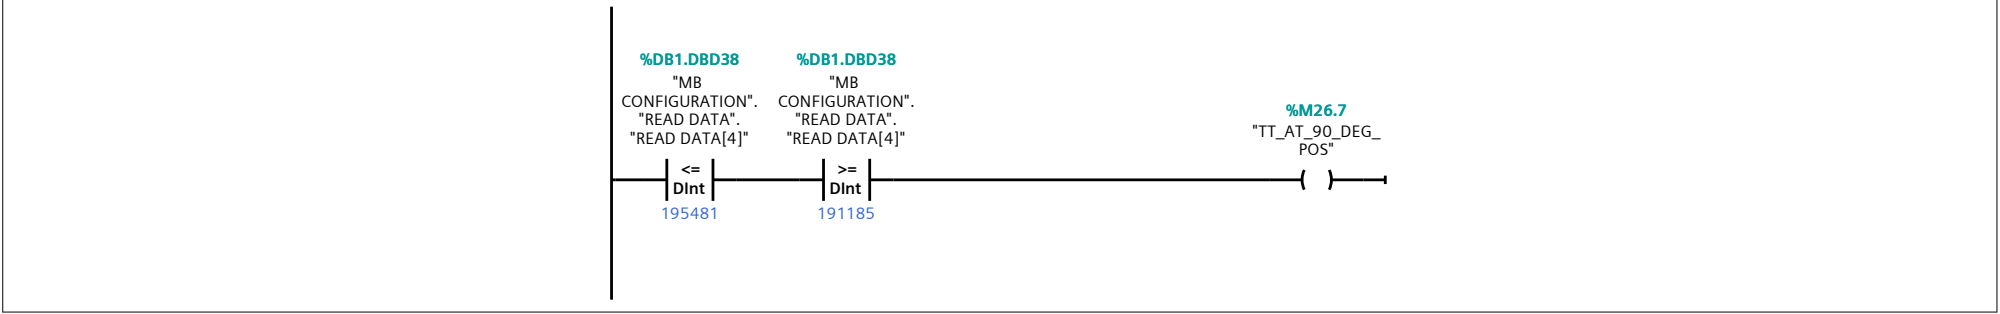 %DB1.DBD38
"MB
CONFIGURATION".
"READ DATA".
"READ DATA[4]"
<=
DInt
195481
%DB1.DBD38
"MB
CONFIGURATION".
"READ DATA".
"READ DATA[4]"
>=
DInt
191185
%M26.7
"TT_AT_90_DEG_
POS"